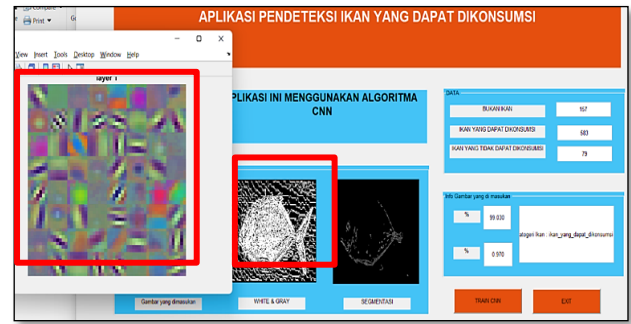 Compare
Print
APLIKASI PENDETEKSI IKAN YANG DAPAT DIKONSUMSI
View Insert Tools Desktop Window Help
layer 1
PLIKASI INI MENGGUNAKAN ALGORITMA
CNN
DATA
BUKAN IKAN 157
IKAN YANG DAPAT DIKONSUMSI 583
IKAN YANG TIDAK DAPAT DIKONSUMSI 79
Info Gambar yang di masukan
% 99.030
ategori Ikan : ikan_yang_dapat_dikonsumsi
% 0.970
Gambar yang dimasukan WHITE & GRAY SEGMENTASI
TRAIN CNN EXIT